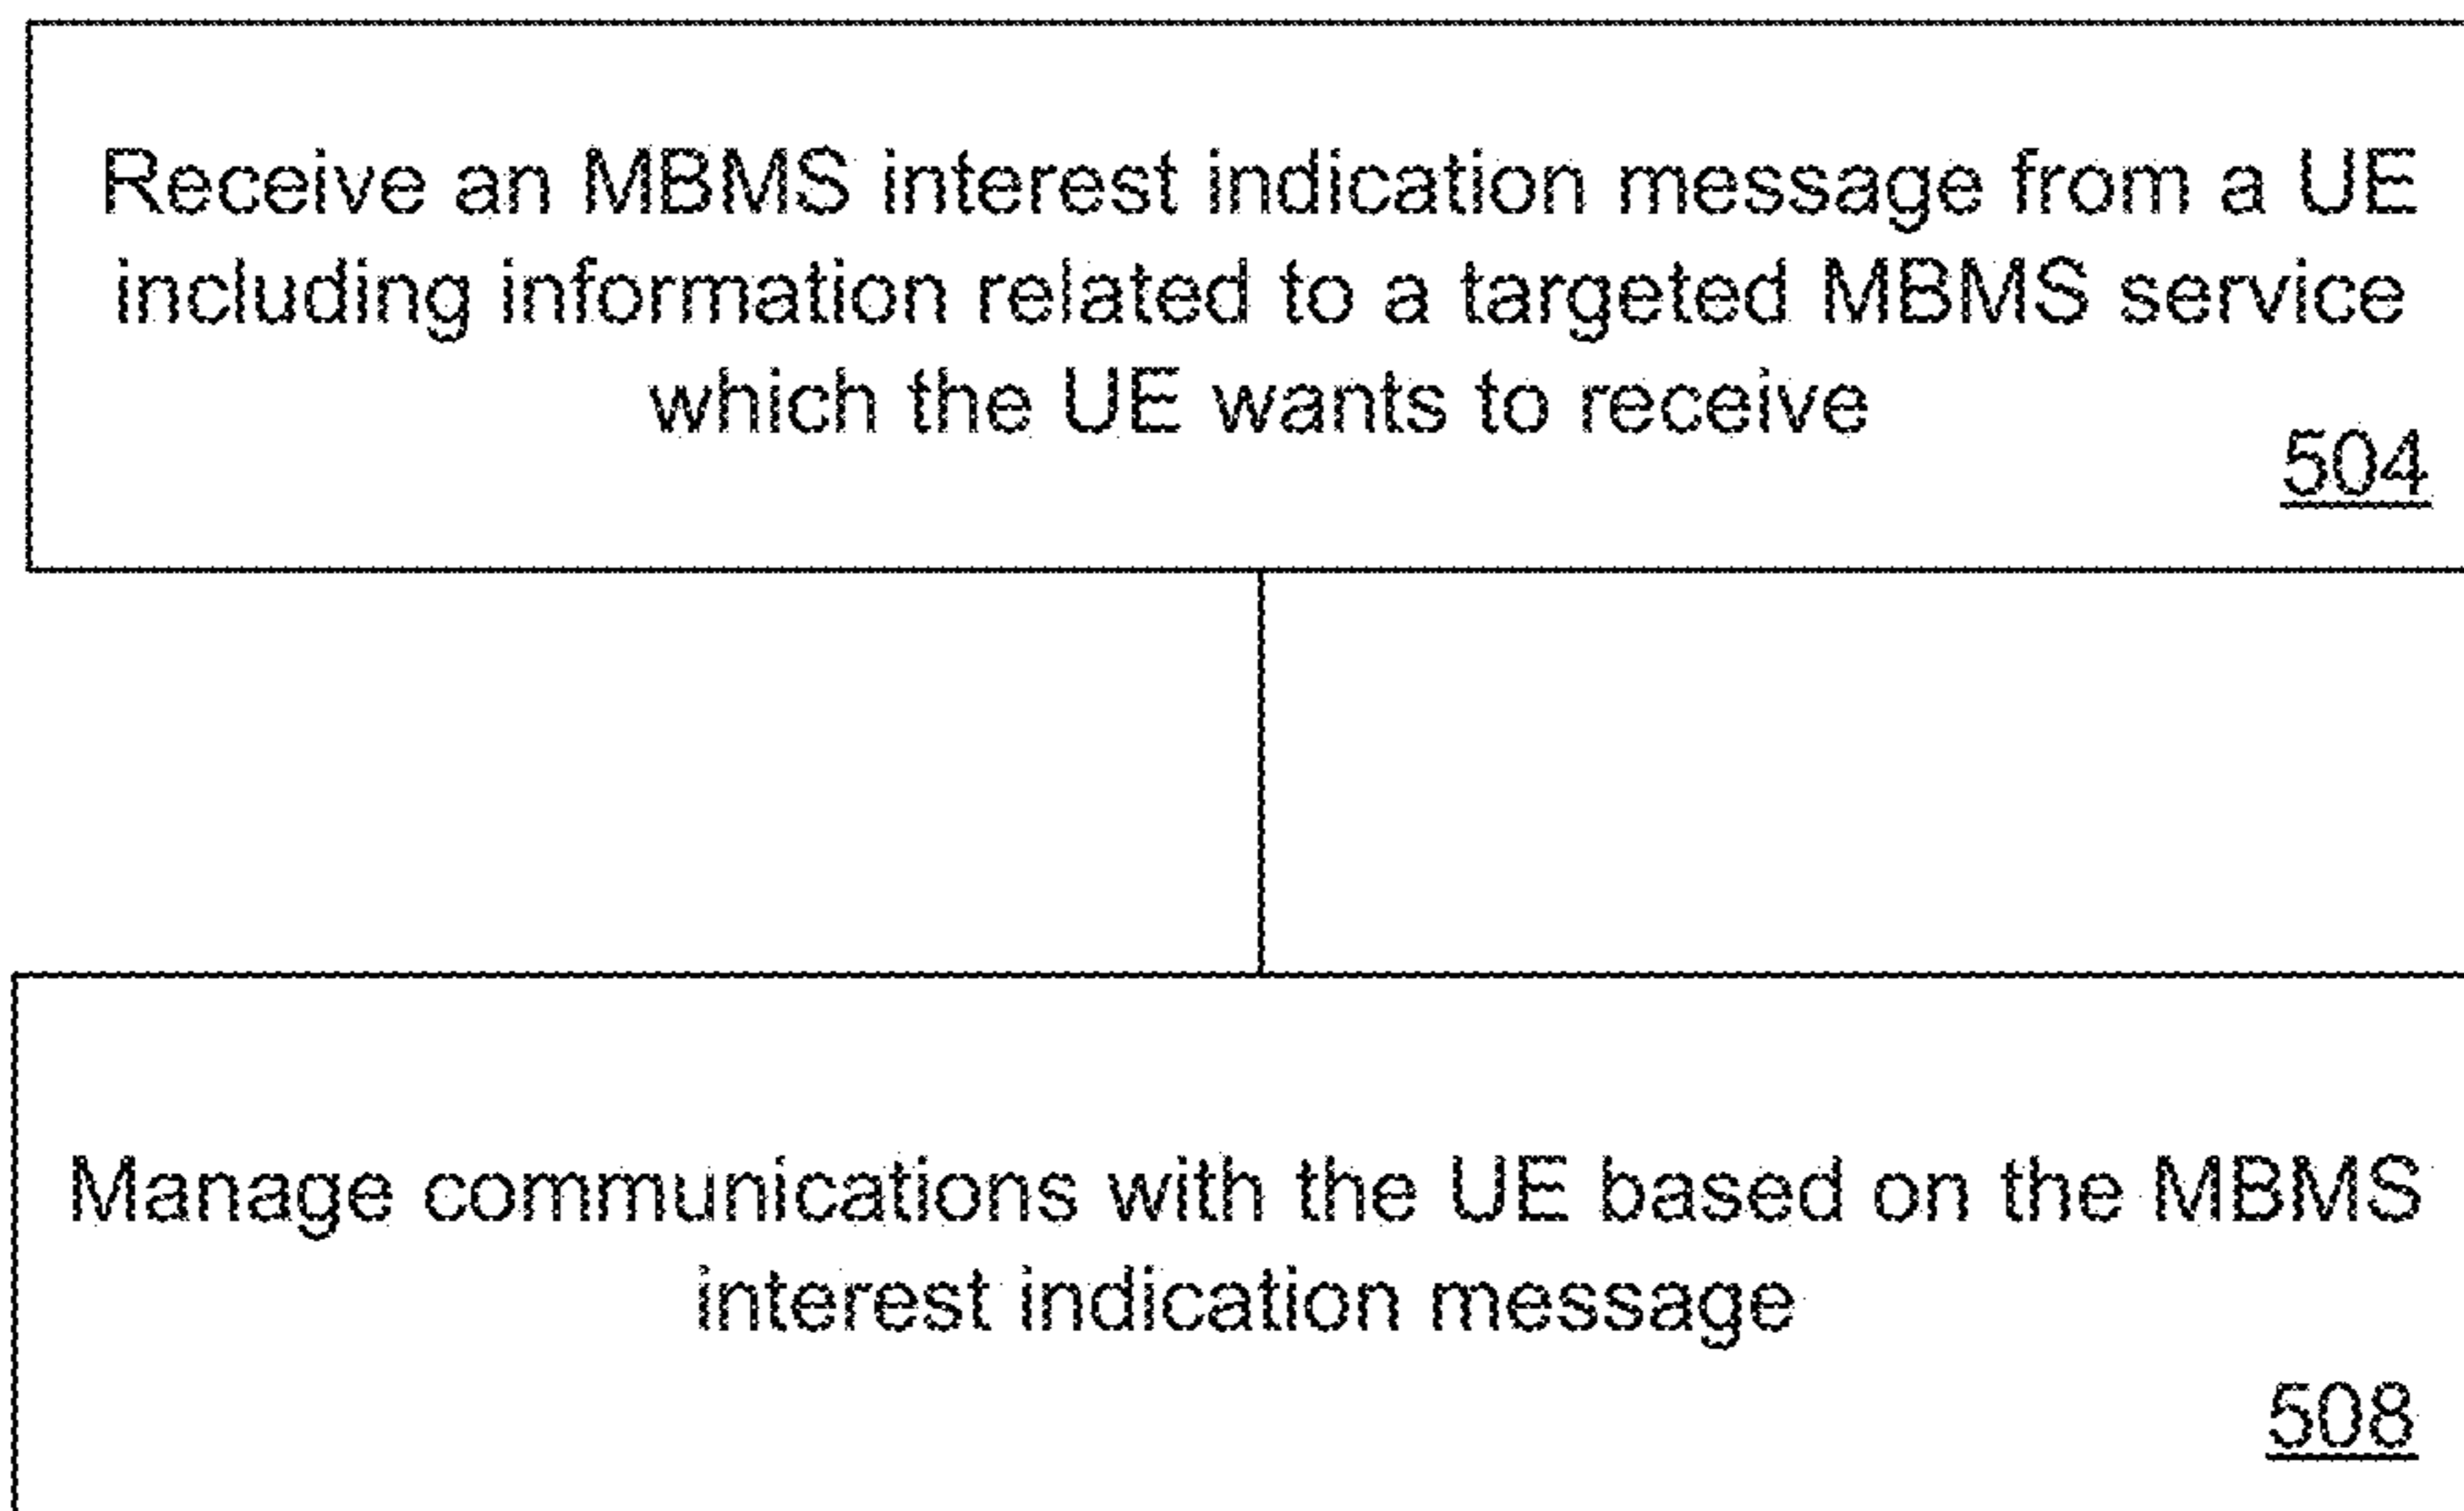 Receive an MBMS interest indication message from a UE
including information related to a targeted MBMS service
which the UE wants to receive
504
Manage communications with the UE based on the MBMS
interest indication message
508